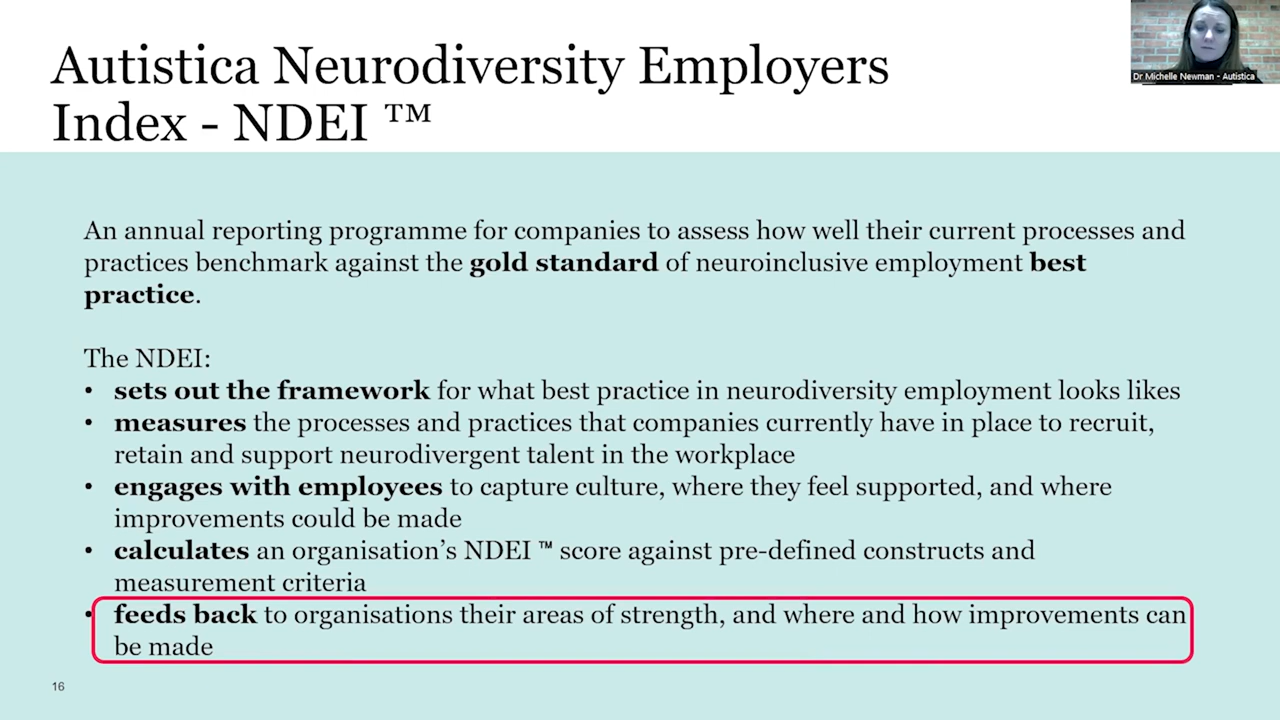 Autistica Neurodiversity Employers
Index - NDEI ™
Dr Michelle Newman - Autistica
An annual reporting programme for companies to assess how well their current processes and
practices benchmark against the gold standard of neuroinclusive employment best
practice.
The NDEI:
• sets out the framework for what best practice in neurodiversity employment looks likes
• measures the processes and practices that companies currently have in place to recruit,
retain and support neurodivergent talent in the workplace
• engages with employees to capture culture, where they feel supported, and where
improvements could be made
• calculates an organisation’s NDEI ™ score against pre-defined constructs and
measurement criteria
• feeds back to organisations their areas of strength, and where and how improvements can
be made
16